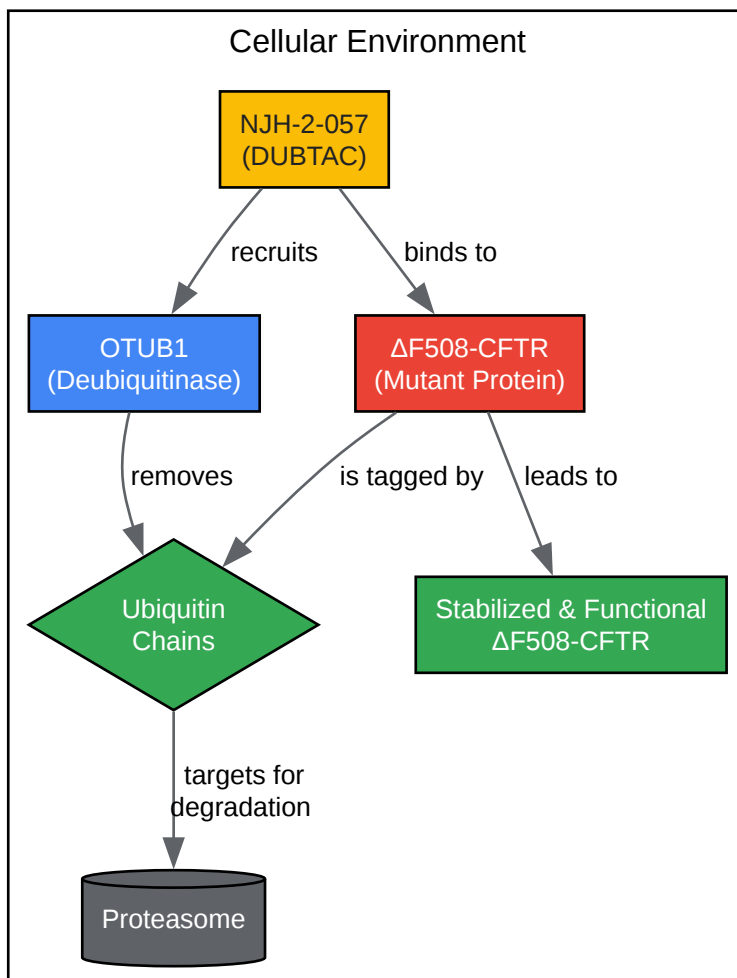 Cellular Environment
NJH-2-057
(DUBTAC)
recruits
binds to
OTUB1
(Deubiquitinase)
ΔF508-CFTR
(Mutant Protein)
removes
is tagged by
leads to
Ubiquitin
Chains
Stabilized & Functional
ΔF508-CFTR
targets for
degradation
Proteasome